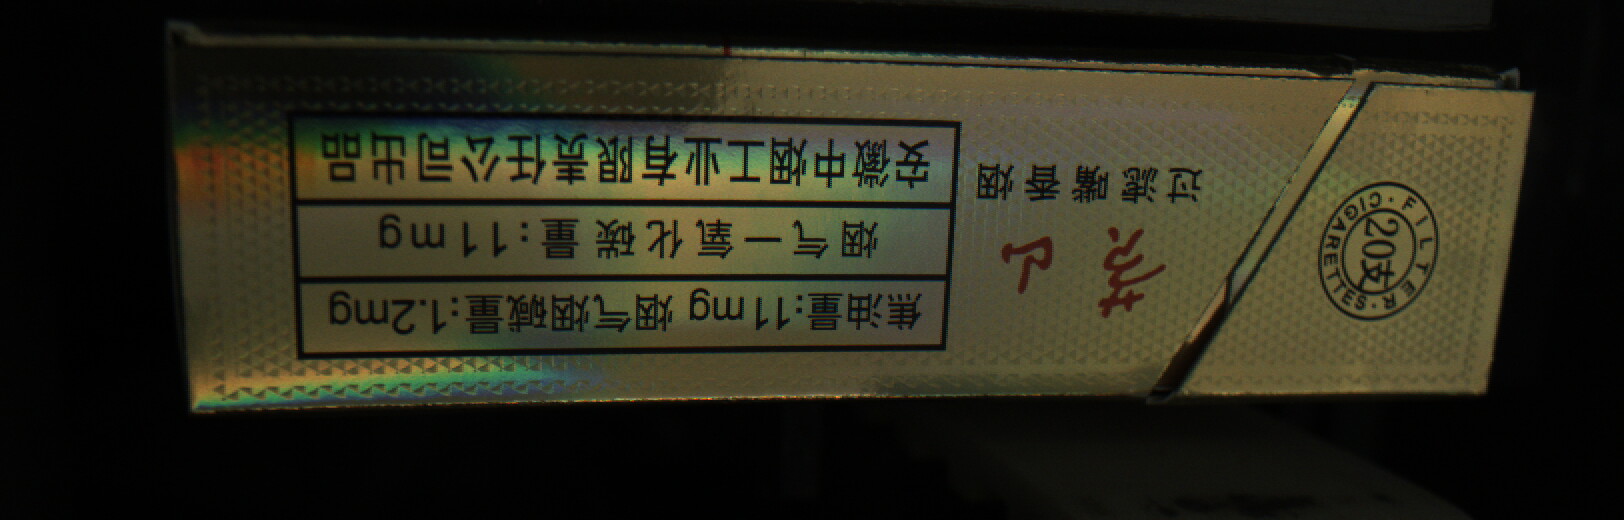 FILTER·CIGARETTES·
20支
黄山
过滤嘴香烟
焦油量:11mg 烟气烟碱量:1.2mg
烟气一氧化碳量:11mg
安徽中烟工业有限责任公司出品